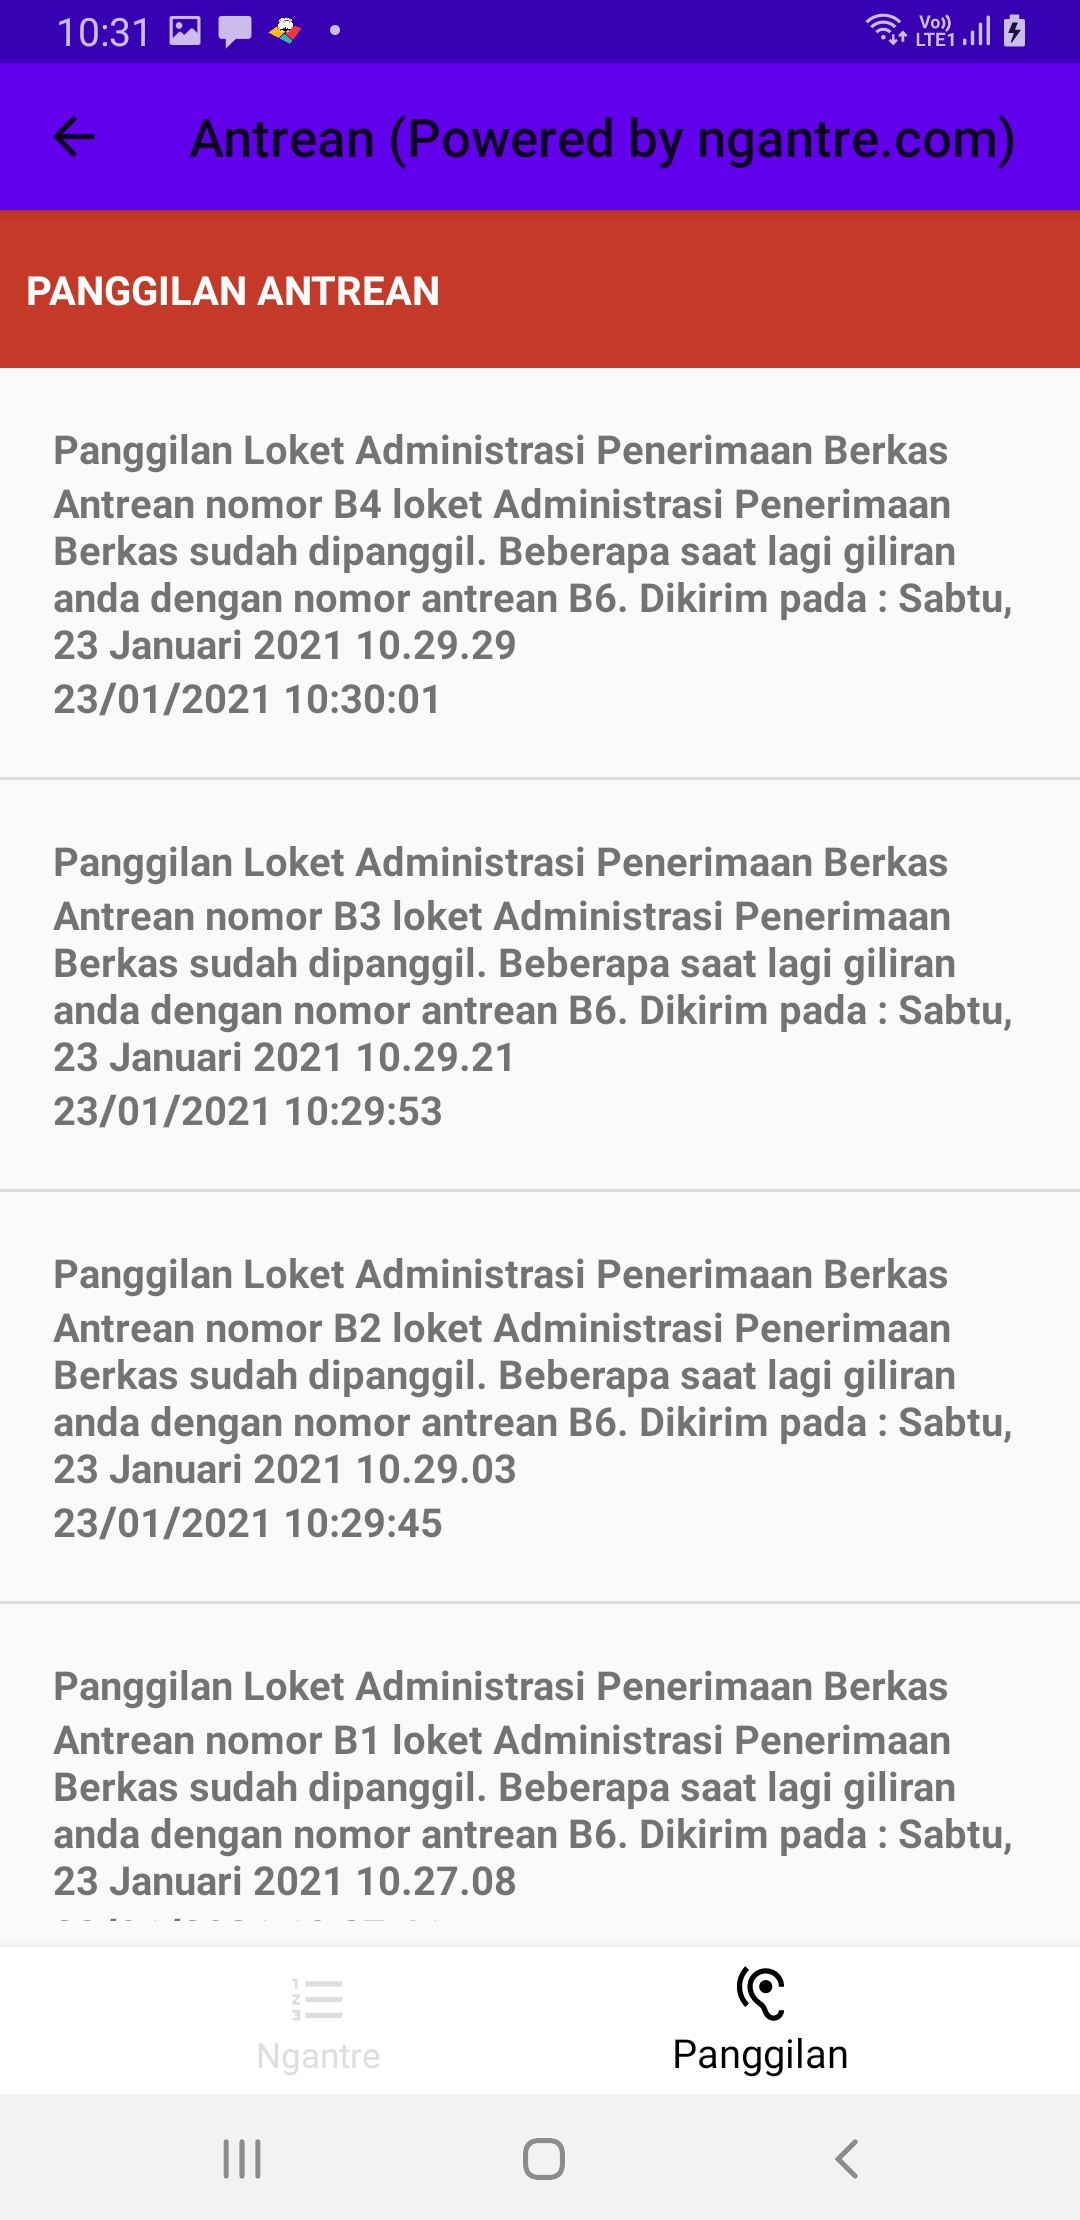 10:31
Vo))
LTE1
Antrean (Powered by ngantre.com)
PANGGILAN ANTREAN
Panggilan Loket Administrasi Penerimaan Berkas
Antrean nomor B4 loket Administrasi Penerimaan
Berkas sudah dipanggil. Beberapa saat lagi giliran
anda dengan nomor antrean B6. Dikirim pada : Sabtu,
23 Januari 2021 10.29.29
23/01/2021 10:30:01
Panggilan Loket Administrasi Penerimaan Berkas
Antrean nomor B3 loket Administrasi Penerimaan
Berkas sudah dipanggil. Beberapa saat lagi giliran
anda dengan nomor antrean B6. Dikirim pada : Sabtu,
23 Januari 2021 10.29.21
23/01/2021 10:29:53
Panggilan Loket Administrasi Penerimaan Berkas
Antrean nomor B2 loket Administrasi Penerimaan
Berkas sudah dipanggil. Beberapa saat lagi giliran
anda dengan nomor antrean B6. Dikirim pada : Sabtu,
23 Januari 2021 10.29.03
23/01/2021 10:29:45
Panggilan Loket Administrasi Penerimaan Berkas
Antrean nomor B1 loket Administrasi Penerimaan
Berkas sudah dipanggil. Beberapa saat lagi giliran
anda dengan nomor antrean B6. Dikirim pada : Sabtu,
23 Januari 2021 10.27.08
Ngantre
Panggilan